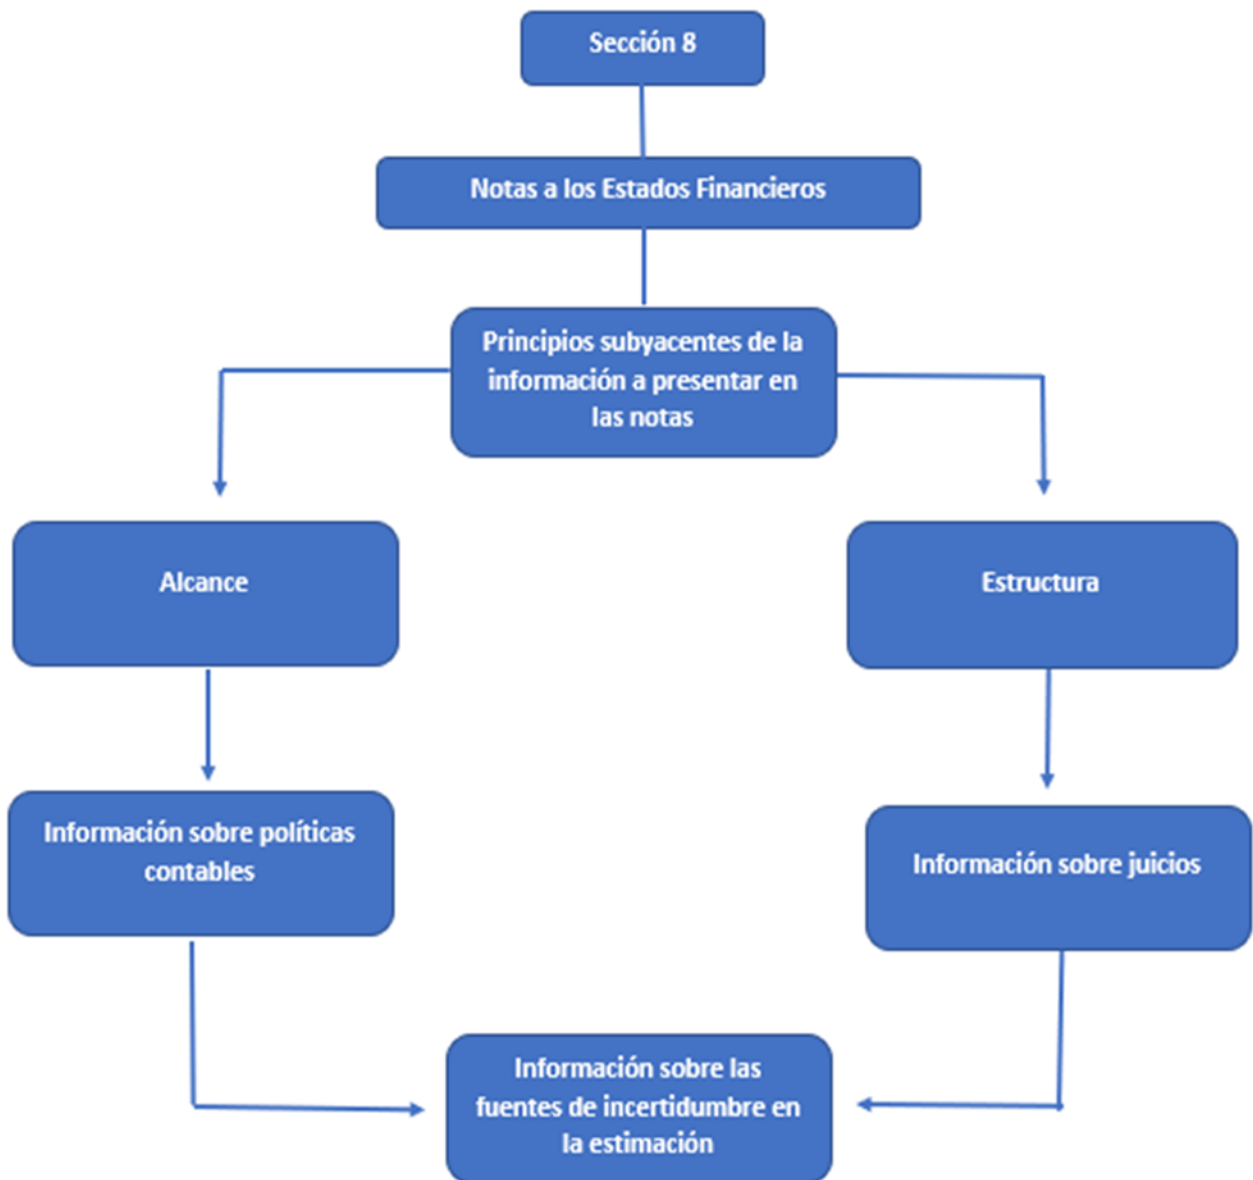 Sección 8
Notas a los Estados Financieros
Principios subyacentes de la
información a presentar en
las notas
Alcance
Estructura
Información sobre políticas
contables
Información sobre juicios
Información sobre las
fuentes de incertidumbre en
la estimación